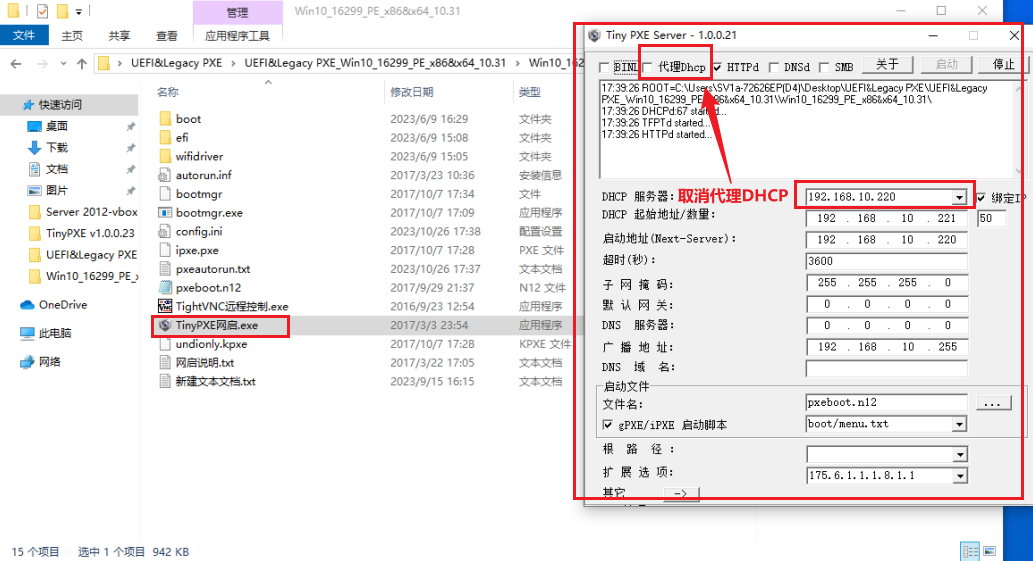 管理
Win10_16299_PE_x86&x64_10.31
文件
主页
共享
查看
应用程序工具
UEFI&Legacy PXE
UEFI&Legacy PXE_Win10_16299_PE_x86&x64_10.31
Win10_162
名称
修改日期
类型
快速访问
桌面
下载
文档
图片
Server 2012-vbox
TinyPXE v1.0.0.23
UEFI&Legacy PXE
Win10_16299_PE_x
OneDrive
此电脑
网络
boot 2023/6/9 16:29 文件夹
efi 2023/6/9 15:08 文件夹
wifidriver 2023/6/9 15:05 文件夹
autorun.inf 2017/3/23 10:36 安装信息
bootmgr 2017/10/7 17:34 文件
bootmgr.exe 2017/10/7 17:09 应用程序
config.ini 2023/10/26 17:38 配置设置
ipxe.pxe 2017/10/7 17:28 PXE 文件
pxeautorun.txt 2023/10/26 17:37 文本文档
pxeboot.n12 2017/9/29 21:37 N12 文件
TightVNC远程控制.exe 2016/9/23 12:54 应用程序
TinyPXE网启.exe 2017/3/3 23:54 应用程序
undionly.kpxe 2017/10/7 17:28 KPXE 文件
网启说明.txt 2017/3/22 17:05 文本文档
新建文本文档.txt 2023/9/15 16:15 文本文档
15 个项目 选中 1 个项目 942 KB
Tiny PXE Server - 1.0.0.21
BINL
代理Dhcp
HTTPd
DNSd
SMB
关于
启动
停止
17:39:26 ROOT=C:\Users\SV1a-72626EP(D4)\Desktop\UEFI&Legacy PXE\UEFI&Legacy
PXE_Win10_16299_PE_x86&x64_10.31\Win10_16299_PE_x86&x64_10.31\
17:39:26 DHCPd:67 started...
17:39:26 TFPTd started...
17:39:26 HTTPd started...
取消代理DHCP
DHCP 服务器: 192.168.10.220 绑定IP
DHCP 起始地址/数量: 192 . 168 . 10 . 221 50
启动地址(Next-Server): 192 . 168 . 10 . 220
超时(秒): 3600
子 网 掩 码: 255 . 255 . 255 . 0
默 认 网 关: 0 . 0 . 0 . 0
DNS 服务器: 0 . 0 . 0 . 0
广 播 地 址: 192 . 168 . 10 . 255
DNS 域 名:
启动文件
文件名: pxeboot.n12 ...
gPXE/iPXE 启动脚本 boot/menu.txt
根 路 径 :
扩 展 选 项: 175.6.1.1.1.8.1.1
其它 -->